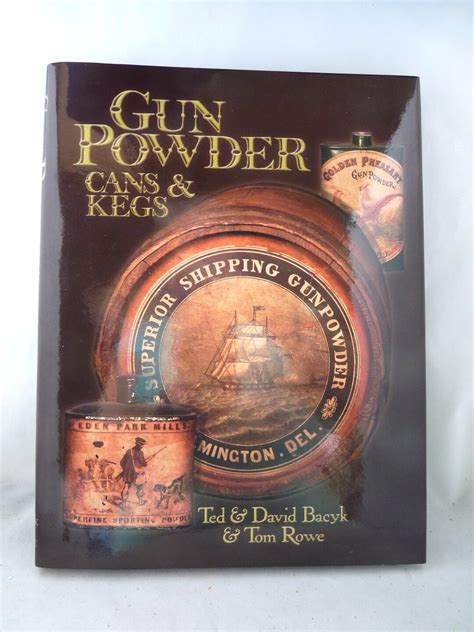 GUN
POWDER
CANS &
KEGS
GOLDEN PHEASANT
GUNPOWDER
SUPERIOR SHIPPING GUNPOWDER
MINGTON. DEL.
EDEN PARK MILLS
SUPERFINE SPORTING POWDER
Ted & David Bacyk
& Tom Rowe